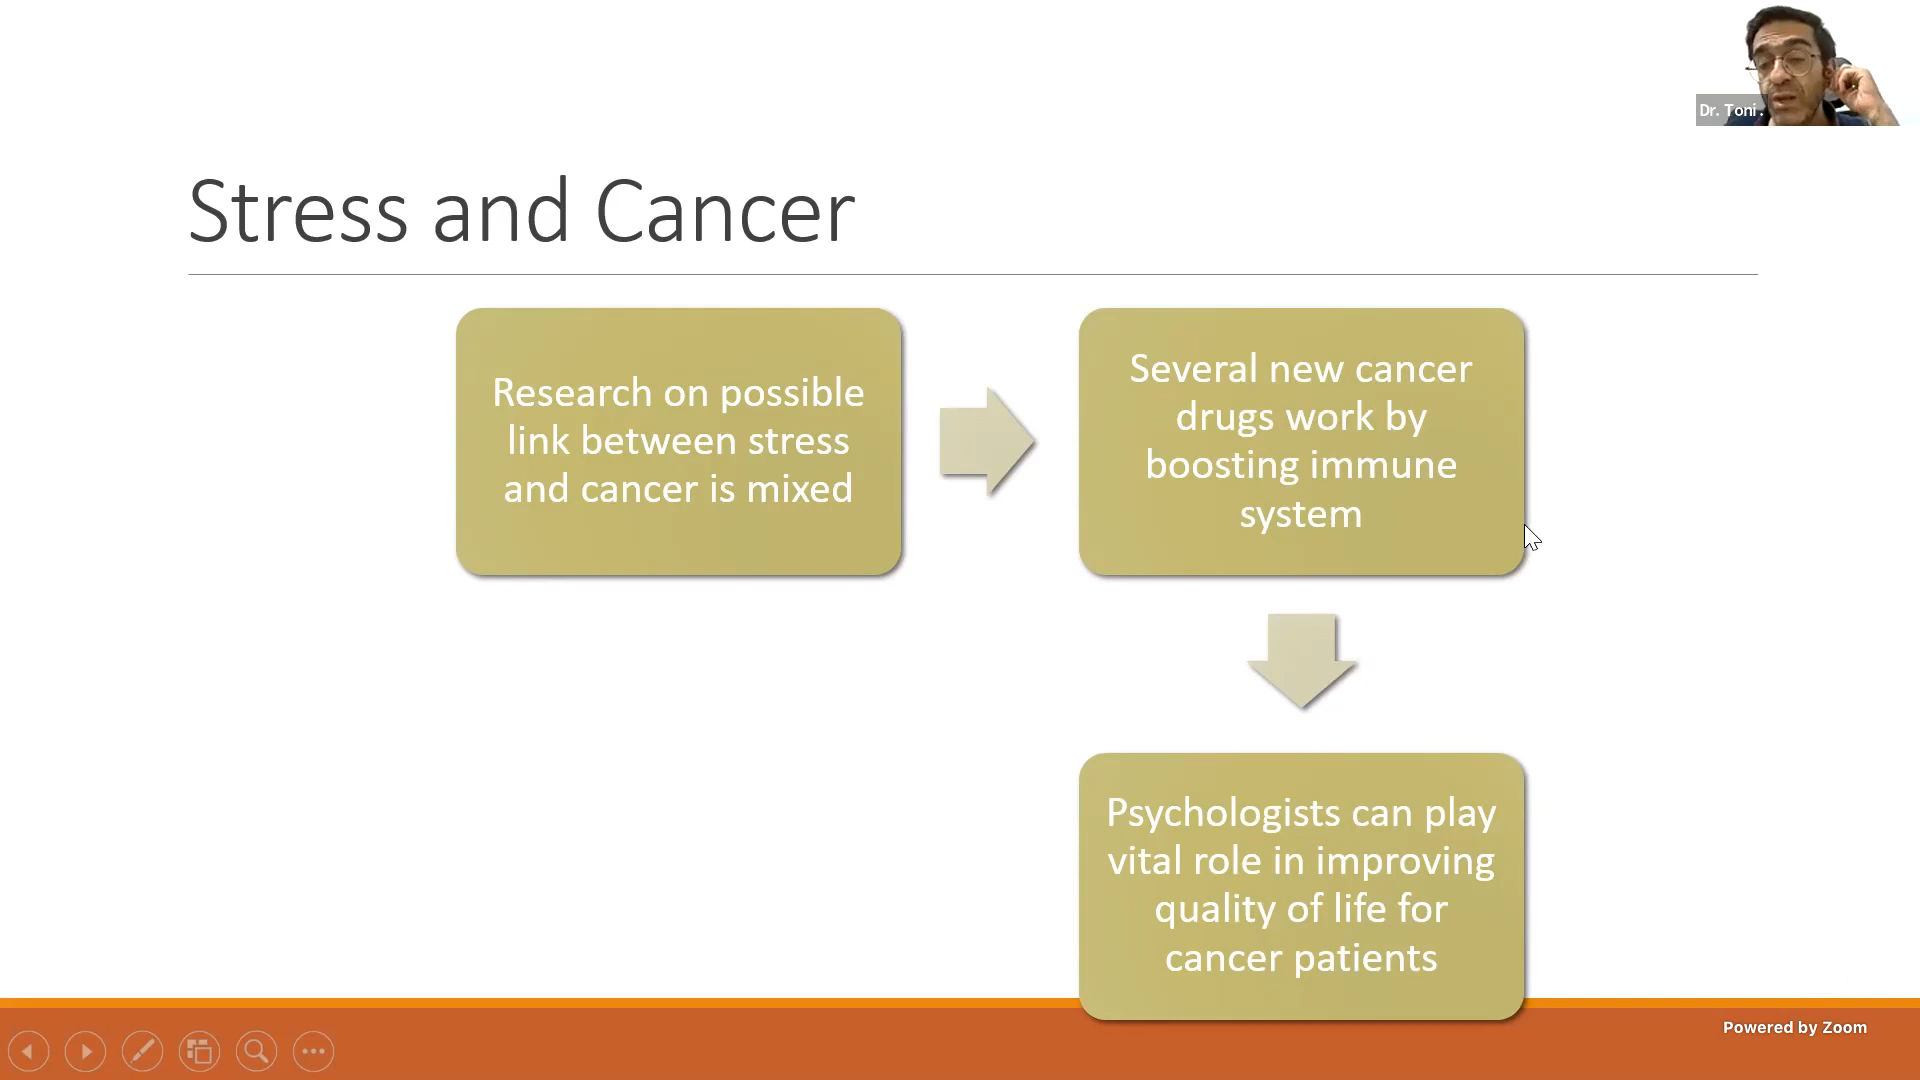 Dr. Toni .
Stress and Cancer
Research on possible
link between stress
and cancer is mixed
Several new cancer
drugs work by
boosting immune
system
Psychologists can play
vital role in improving
quality of life for
cancer patients
Powered by Zoom